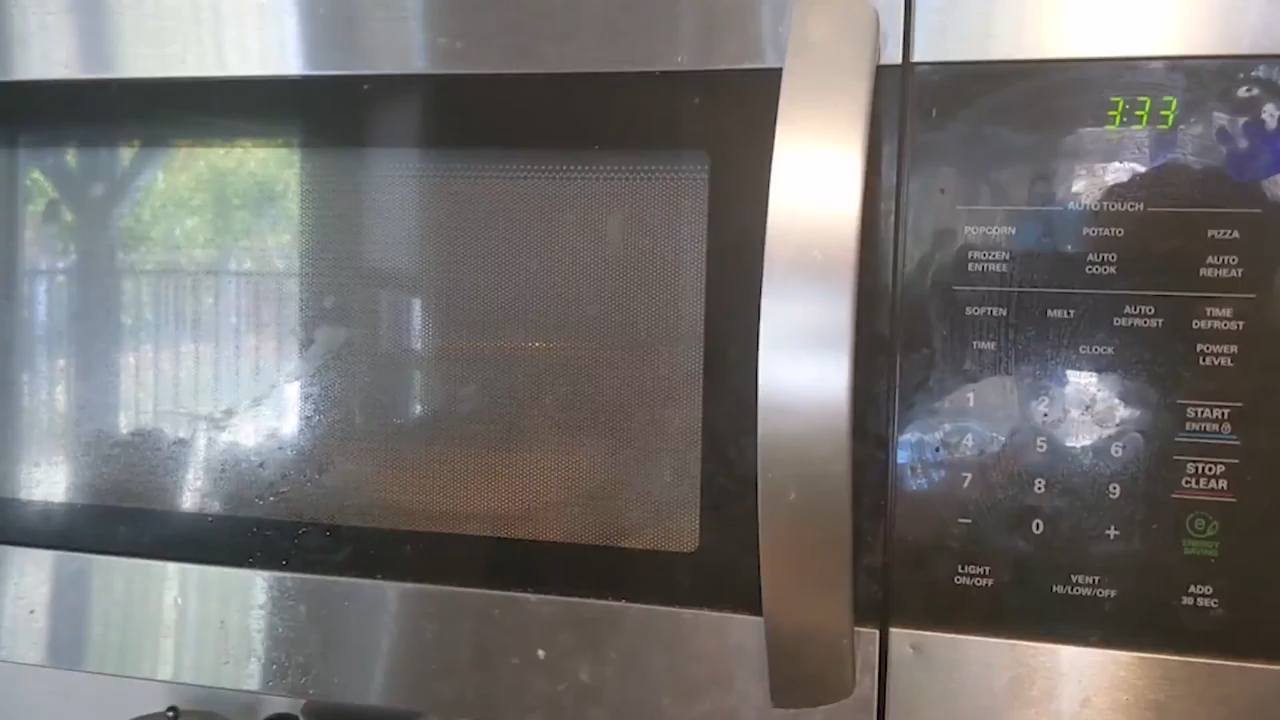 3:33
AUTO TOUCH
POPCORN POTATO PIZZA
FROZEN ENTREE AUTO COOK AUTO REHEAT
SOFTEN MELT AUTO DEFROST TIME DEFROST
TIME CLOCK POWER LEVEL
1 2
START ENTER
4 5 6
STOP CLEAR
7 8 9
- 0 +
e ENERGY SAVING
LIGHT ON/OFF VENT HI/LOW/OFF ADD 30 SEC